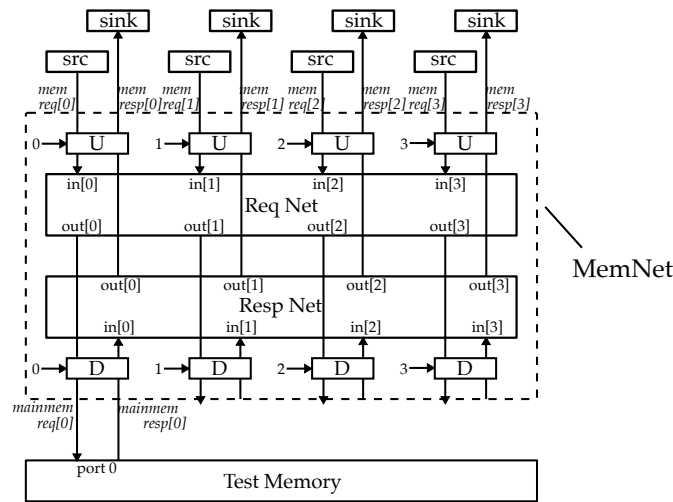 sink sink sink sink
src src src src
mem mem mem mem mem mem mem mem
req[0] resp[0] req[1] resp[1] req[2] resp[2] req[3] resp[3]
0 U 1 U 2 U 3 U
in[0] in[1] in[2] in[3]
Req Net
out[0] out[1] out[2] out[3]
MemNet
out[0] out[1] out[2] out[3]
Resp Net
in[0] in[1] in[2] in[3]
0 D 1 D 2 D 3 D
mainmem mainmem
req[0] resp[0]
port 0
Test Memory